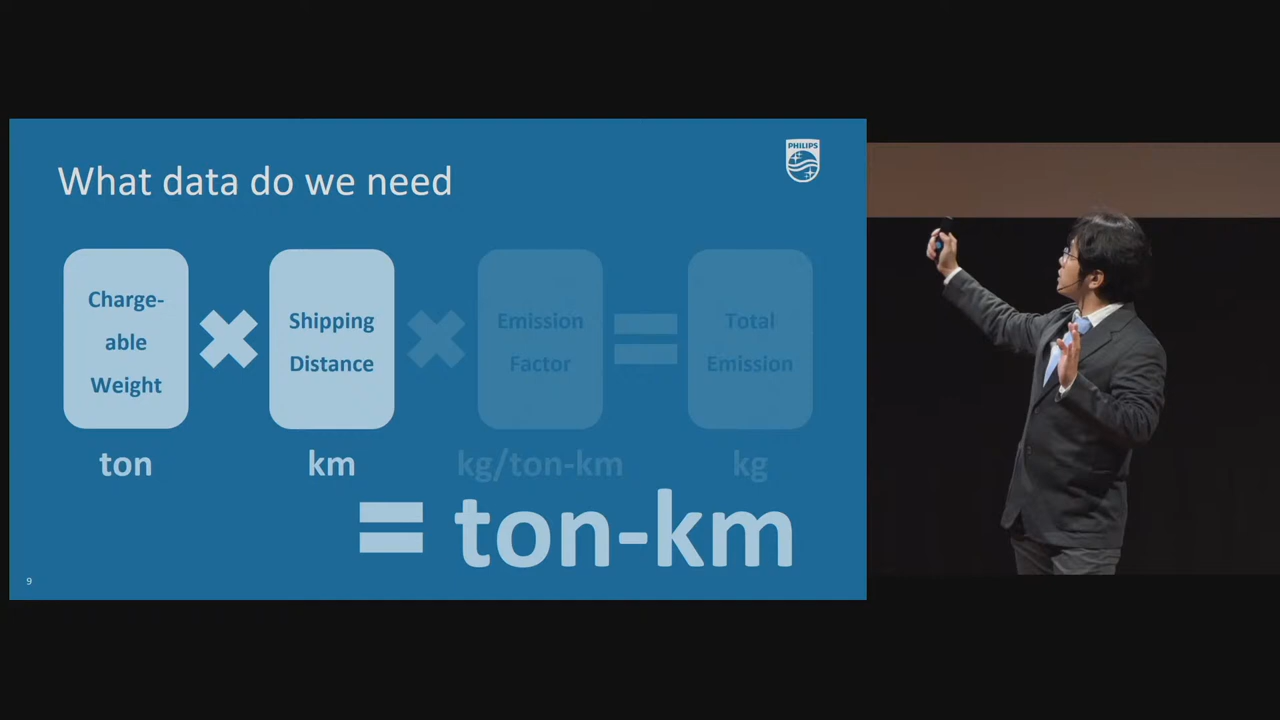 What data do we need
PHILIPS
Charge-
able
Weight
Shipping
Distance
Emission
Factor
Total
Emission
ton
km
kg/ton-km
kg
= ton-km
9